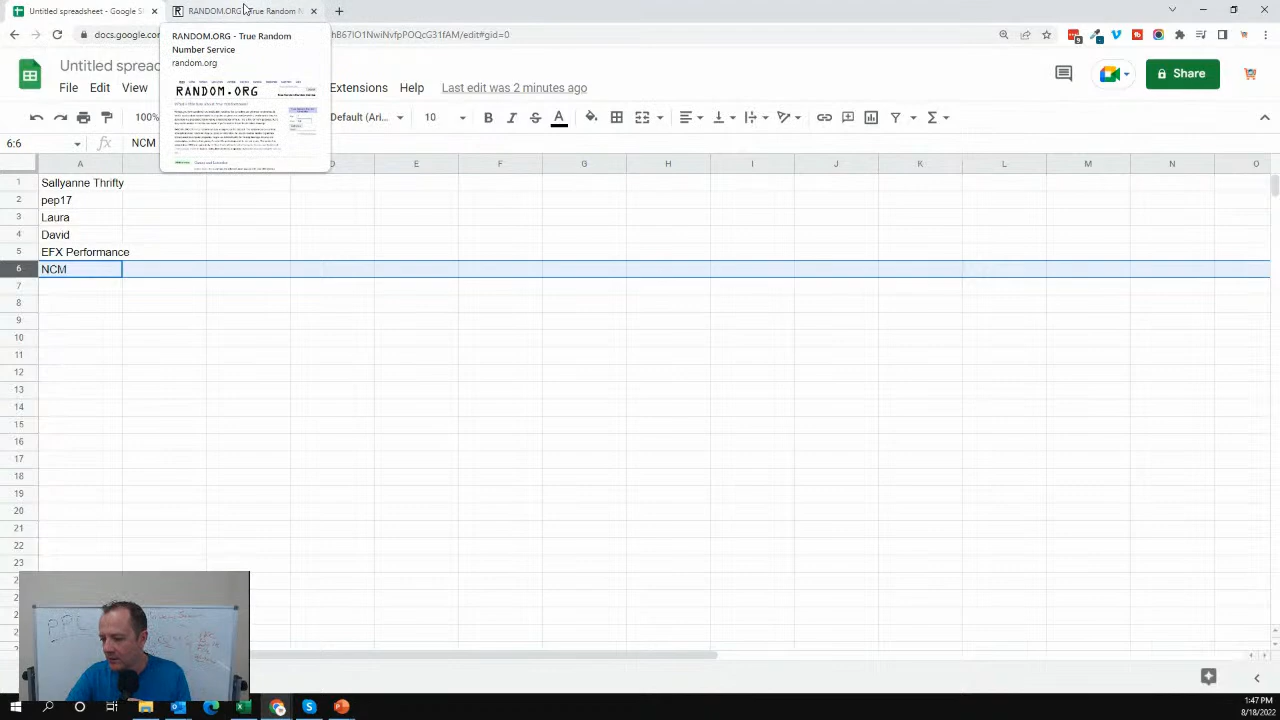 Untitled spreadsheet - Google S
RANDOM.ORG - True Random N
docs.goo
hB67IO1NwiNvfpPOQ31fAM/edit#gid=0
RANDOM.ORG - True Random
Number Service
random.org
RANDOM.ORG
Untitled spread
File Edit View
Extensions Help Last edit was 2 minutes ago
Share
100%
Default (Ari...
10
6:6
NCM
A E F G H I J K L M N O
1 Sallyanne Thrifty
2 pep17
3 Laura
4 David
5 EFX Performance
6 NCM
7
8
9
10
11
12
13
14
15
16
17
18
19
20
21
22
23
PPC
1:47 PM
8/18/2022